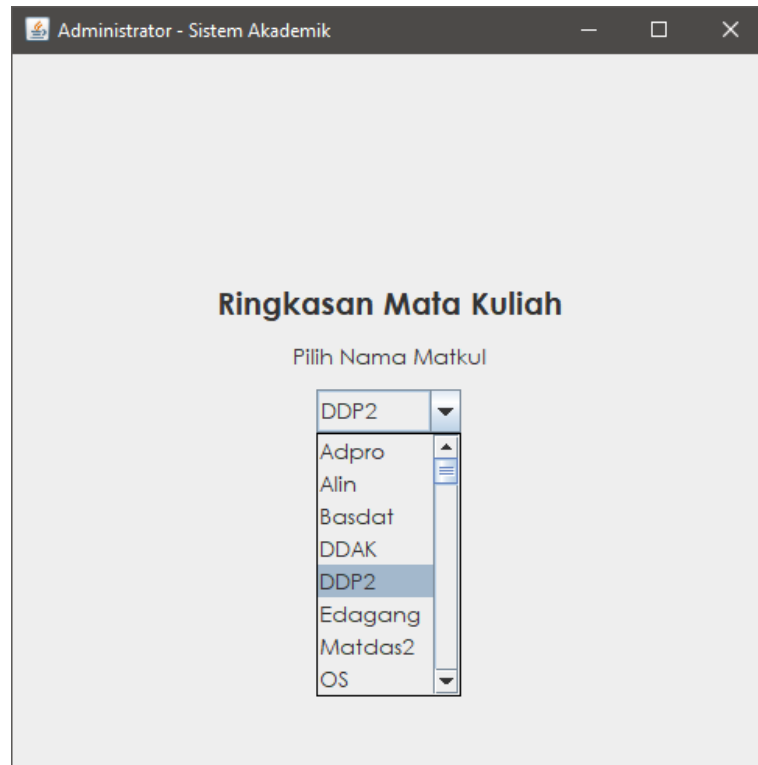 Administrator - Sistem Akademik
Ringkasan Mata Kuliah
Pilih Nama Matkul
DDP2
Adpro
Alin
Basdat
DDAK
DDP2
Edagang
Matdas2
OS